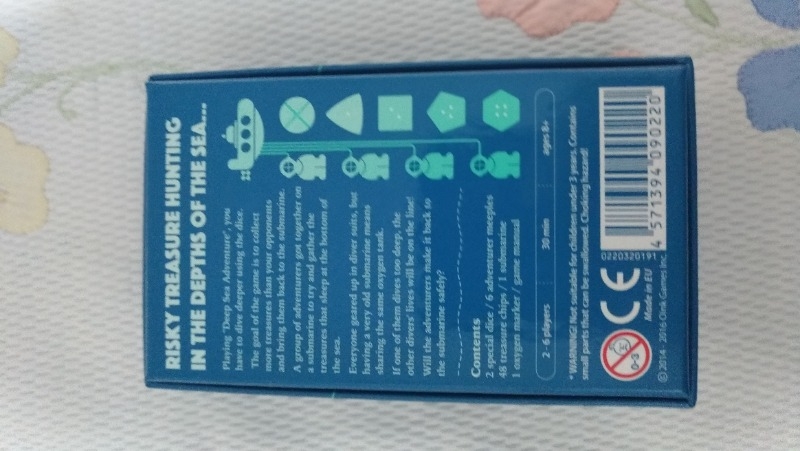 RISKY TREASURE HUNTING
IN THE DEPTHS OF THE SEA...
Playing "Deep Sea Adventure", you
have to dive deeper using the dice.
The goal of the game is to collect
more treasures than your opponents
and bring them back to the submarine.
A group of adventurers got together on
a submarine to try and gather the
treasures that sleep at the bottom of
the sea.
Everyone geared up in diver suits, but
having a very old submarine means
sharing the same oxygen tank.
If one of them dives too deep, the
other divers' lives will be on the line!
Will the adventurers make it back to
the submarine safely?
Contents
2 special dice / 6 adventurer meeples
48 treasure chips / 1 submarine
1 oxygen marker / game manual
2 - 6 players
30 min
ages 8+
* WARNING! Not suitable for children under 3 years. Contains
small parts that can be swallowed. Choking hazard!
0-3
CE
0220320191
Made in EU
© 2014 - 2016 Oink Games Inc.
4 571394 090220